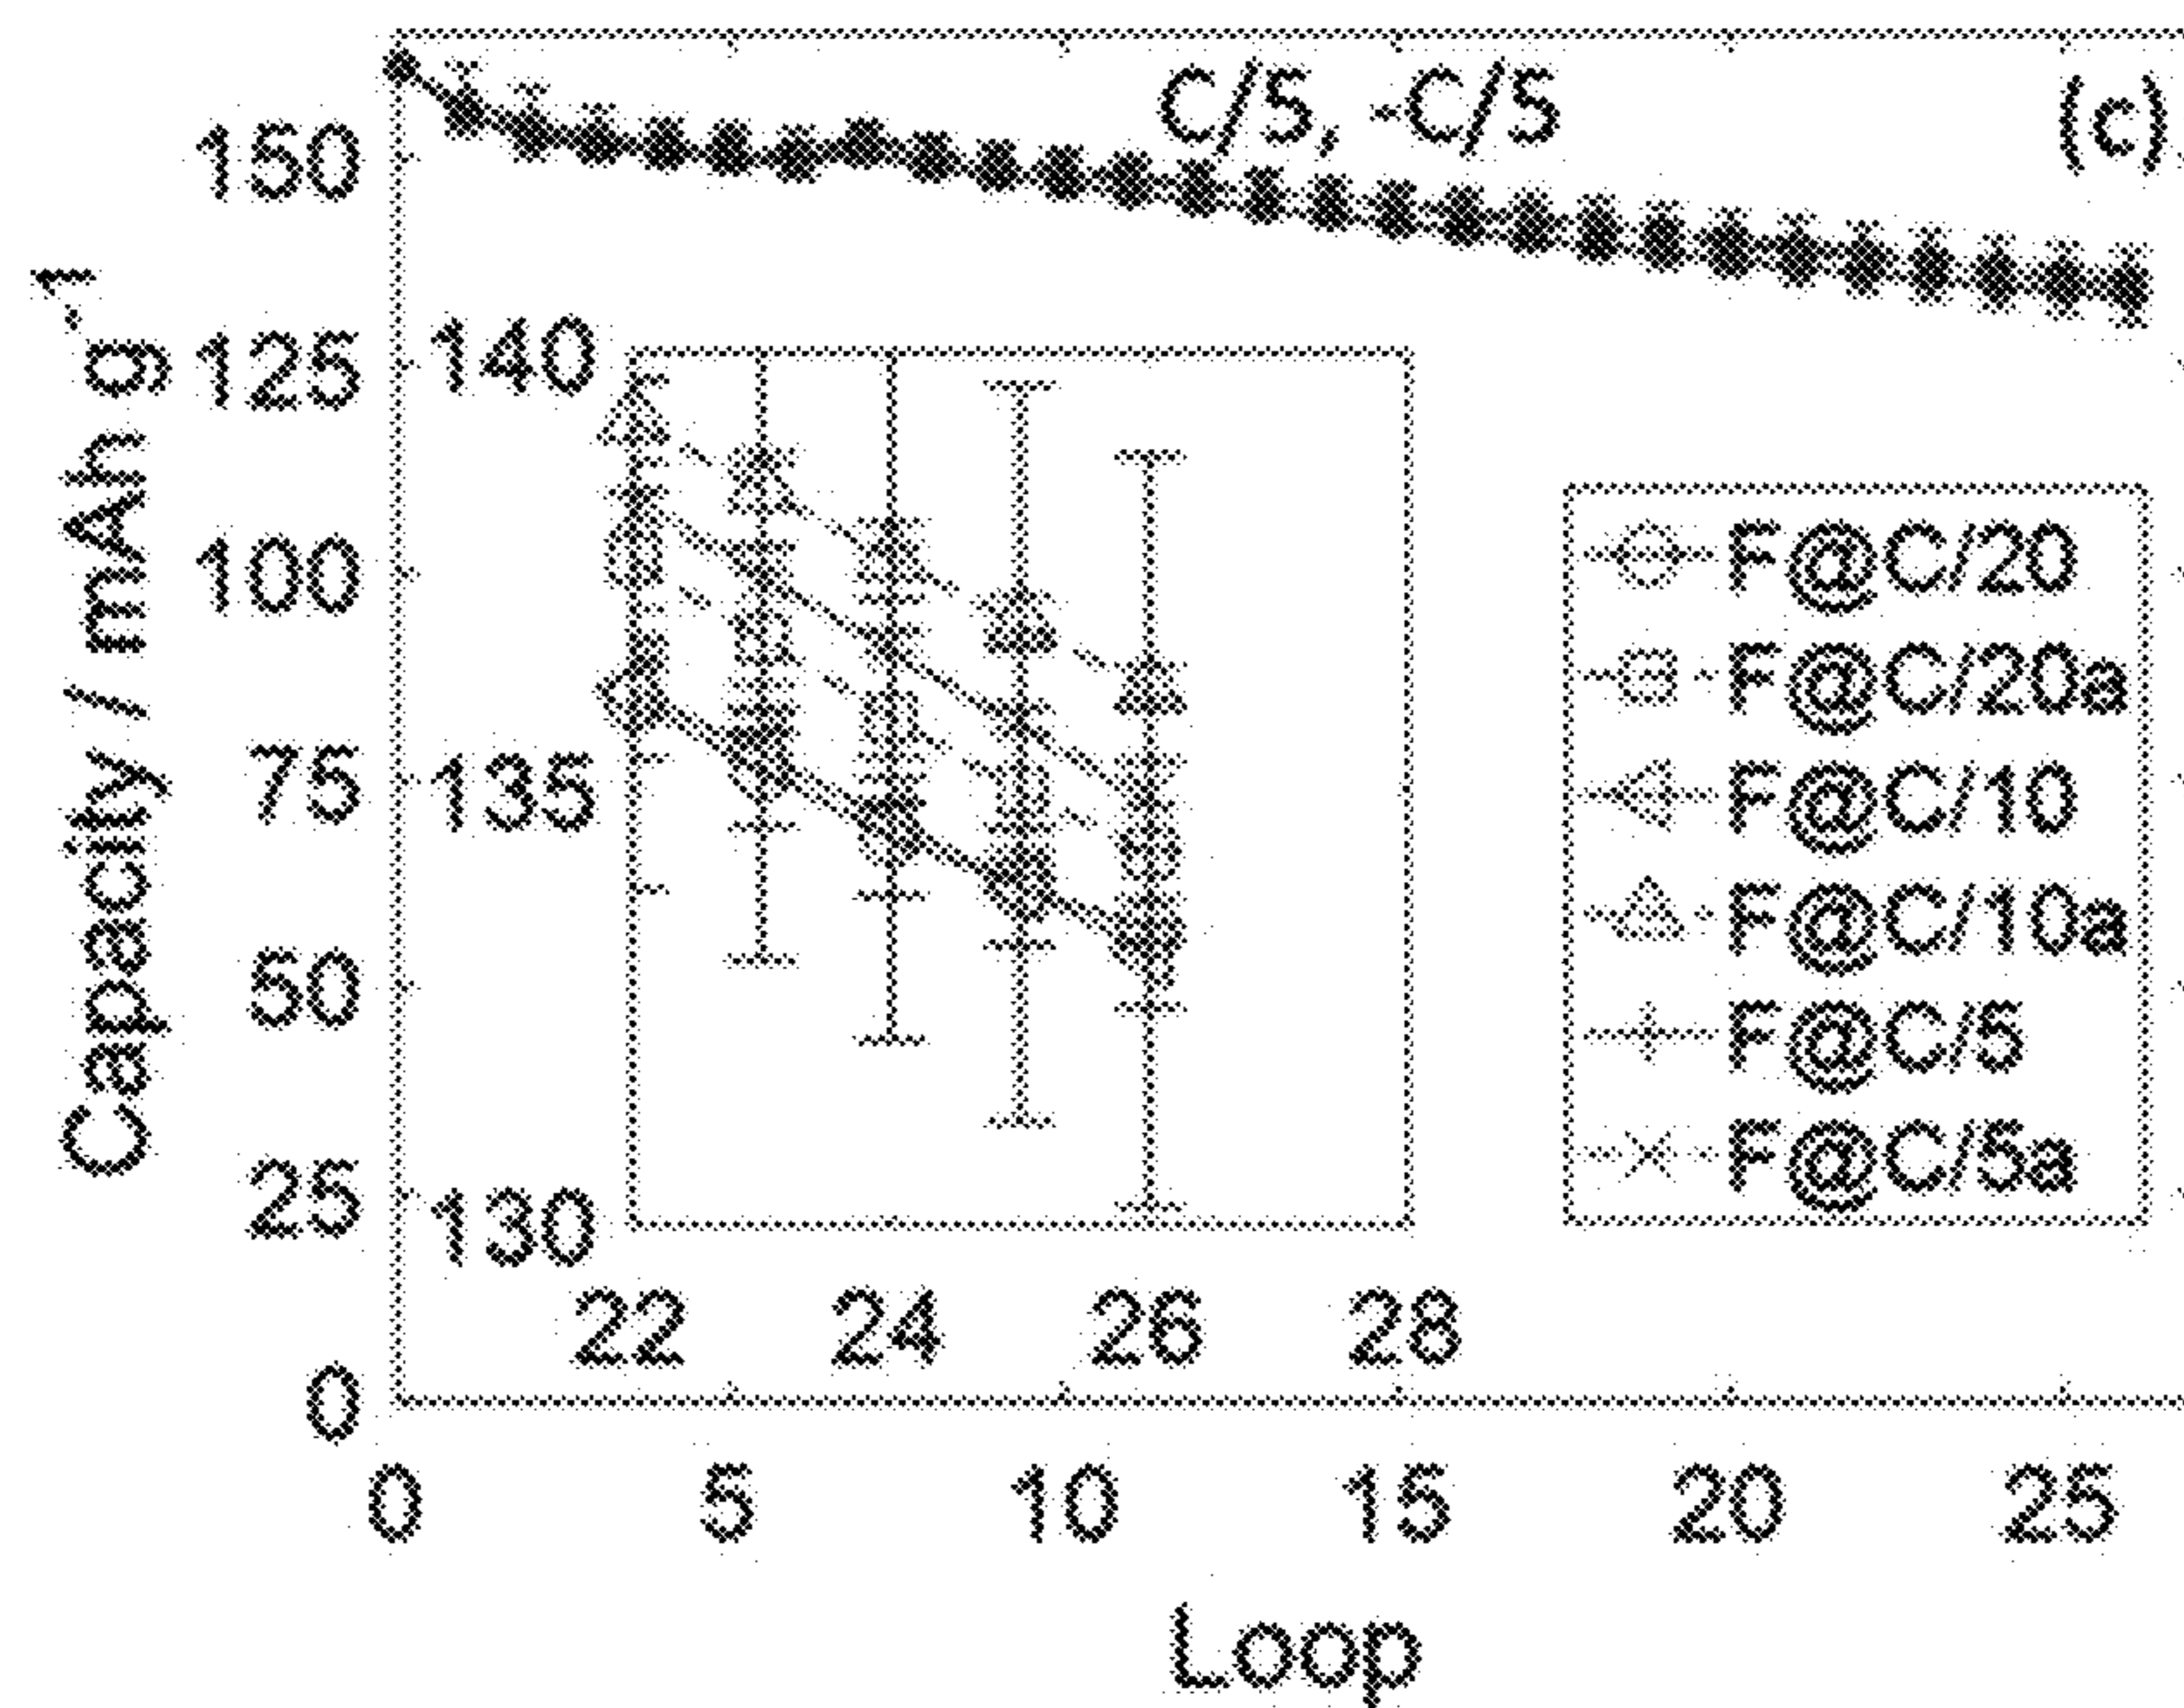 C/5, -C/5
(c)
Capacity / mAh g-1
150
125
100
75
50
25
0
140
135
130
22 24 26 28
F@C/20
F@C/20a
F@C/10
F@C/10a
F@C/5
F@C/5a
0 5 10 15 20 25
Loop